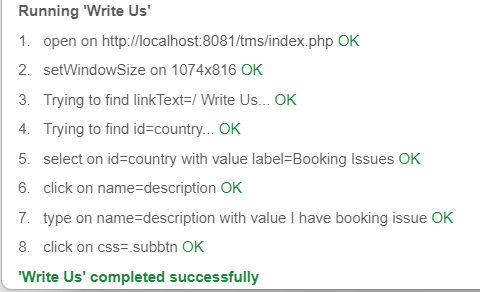 Running 'Write Us'
1. open on http://localhost:8081/tms/index.php OK
2. setWindowSize on 1074x816 OK
3. Trying to find linkText=/ Write Us... OK
4. Trying to find id=country... OK
5. select on id=country with value label=Booking Issues OK
6. click on name=description OK
7. type on name=description with value I have booking issue OK
8. click on css=.subbtn OK
'Write Us' completed successfully